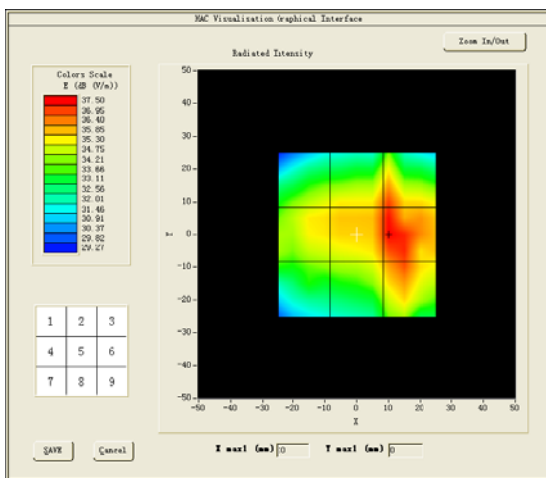 HAC Visualization Graphical Interface
Zoom In/Out
Radiated Intensity
Colors Scale
E (dB (V/m))
37.50
36.95
36.40
35.85
35.30
34.75
34.21
33.66
33.11
32.56
32.01
31.46
30.91
30.37
29.82
29.27
50
40
30
20
10
0
-10
-20
-30
-40
-50
Y
-50 -40 -30 -20 -10 0 10 20 30 40 50
X
1 2 3
4 5 6
7 8 9
SAVE
Cancel
X max1 (mm)
Y max1 (mm) 0